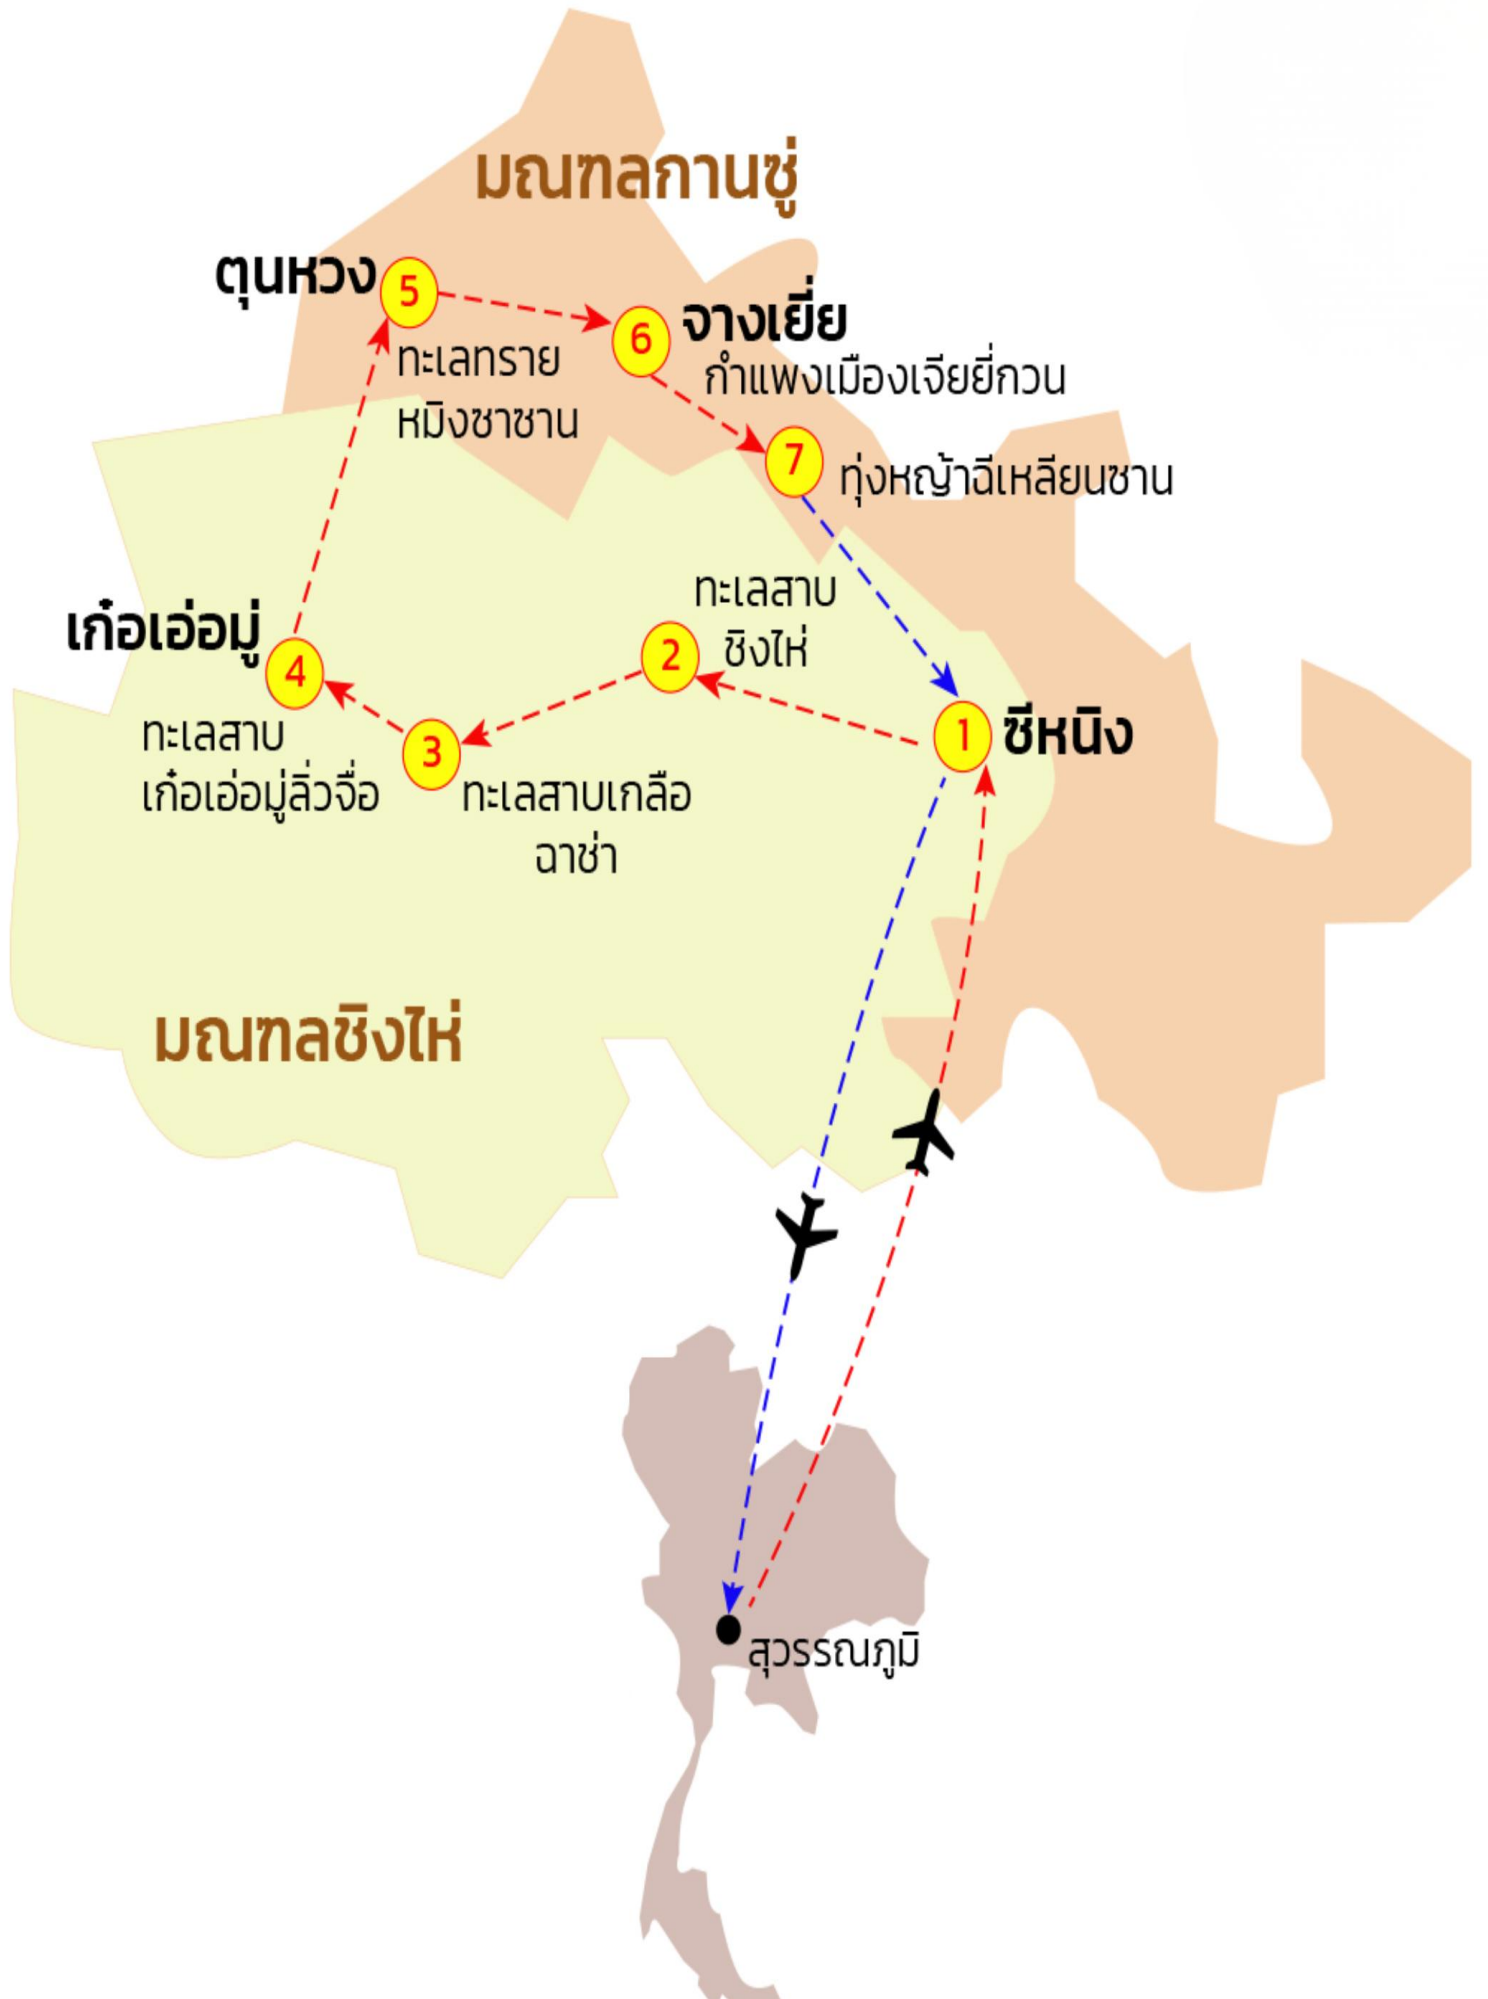 มณฑลกานซู่
ตุนหวง
5
ทะเลทราย
หมิงซาซาน
6
จางเยี่ย
กำแพงเมืองเจียยี่กวน
7
ทุ่งหญ้าฉีเหลียนซาน
ทะเลสาบ
ชิงไห่
2
เก๋อเอ่อมู่
4
ทะเลสาบ
เก๋อเอ่อมู่ลิ่วจื่อ
3
ทะเลสาบเกลือ
ฉาช่า
1
ซีหนิง
มณฑลชิงไห่
สุวรรณภูมิ